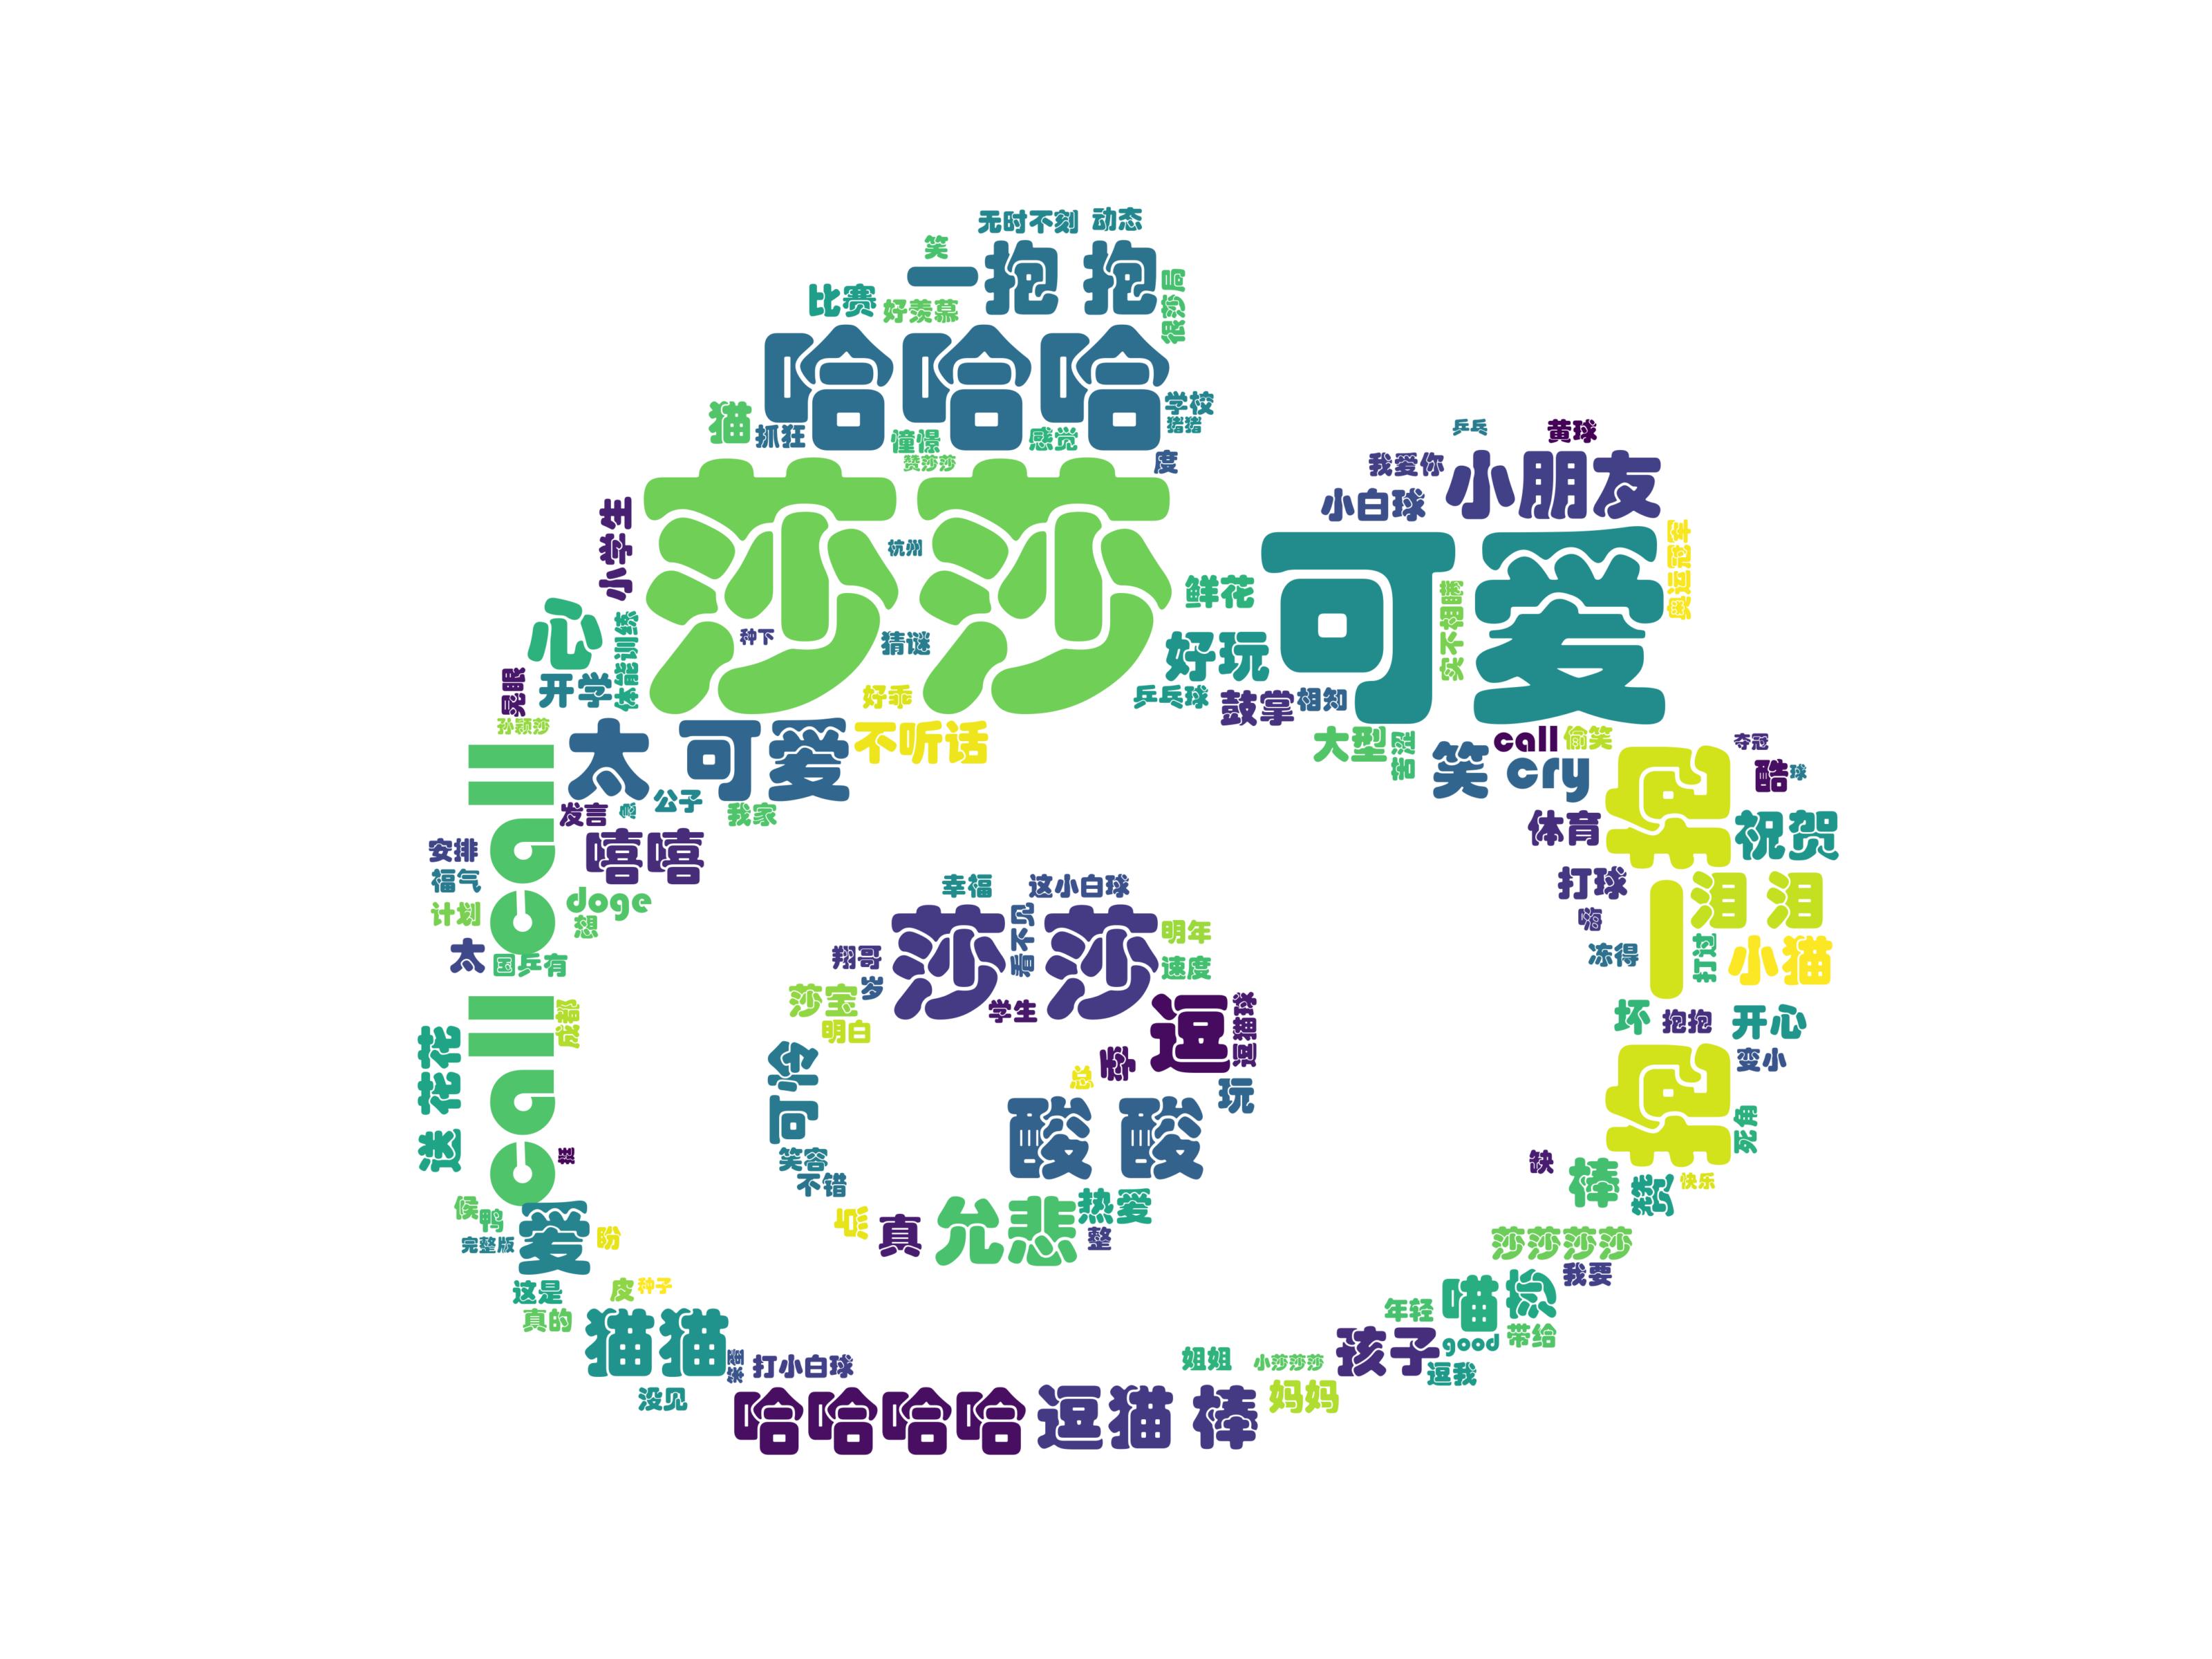 无时不刻 动态
笑
一抱 抱
比赛 好羡慕
很莎局
哈哈哈
学校
猪猪
猫 抓狂 憧憬 感觉
赞莎莎 度
乒乓 黄球
我爱你 小朋友
小白球
莎莎
小学生
杭州
可爱
奥运冠军
鲜花
实不相瞒
种下 猜谜
好玩
心
体能训练
开学
晃眼
好乖
乒乓球 鼓掌 相知
孙颖莎
太 可爱 不听话
大型 苦涩 笑 call 偷笑
cry
夺冠
酷 球
call call
发言 公子 我家
体育 祝贺
嘻嘻
安排
福气
计划
doge
想
太 国乒有
幸福 这小白球
莎 莎
看不见
明年
速度
翔哥
莎宝 岁
明白
学生
逗
逗猫球
打球
嗨
泪 泪
冻得 打过 小猫
坏 抱抱 开心
变小
母一母
死角
成都
送 花花
可怜
总
玩
酸 酸
笑容
不错
真 允悲 热爱
整
缺 棒 赞 快乐
候鸭
完整版 爱 盼
莎莎莎莎
我要
这是
真的
皮 种子
猫猫
打小白球
没见
年轻 喵 捡
good 带给
姐姐 小莎莎莎 孩子
逗我
妈妈
哈哈哈哈 逗猫 棒